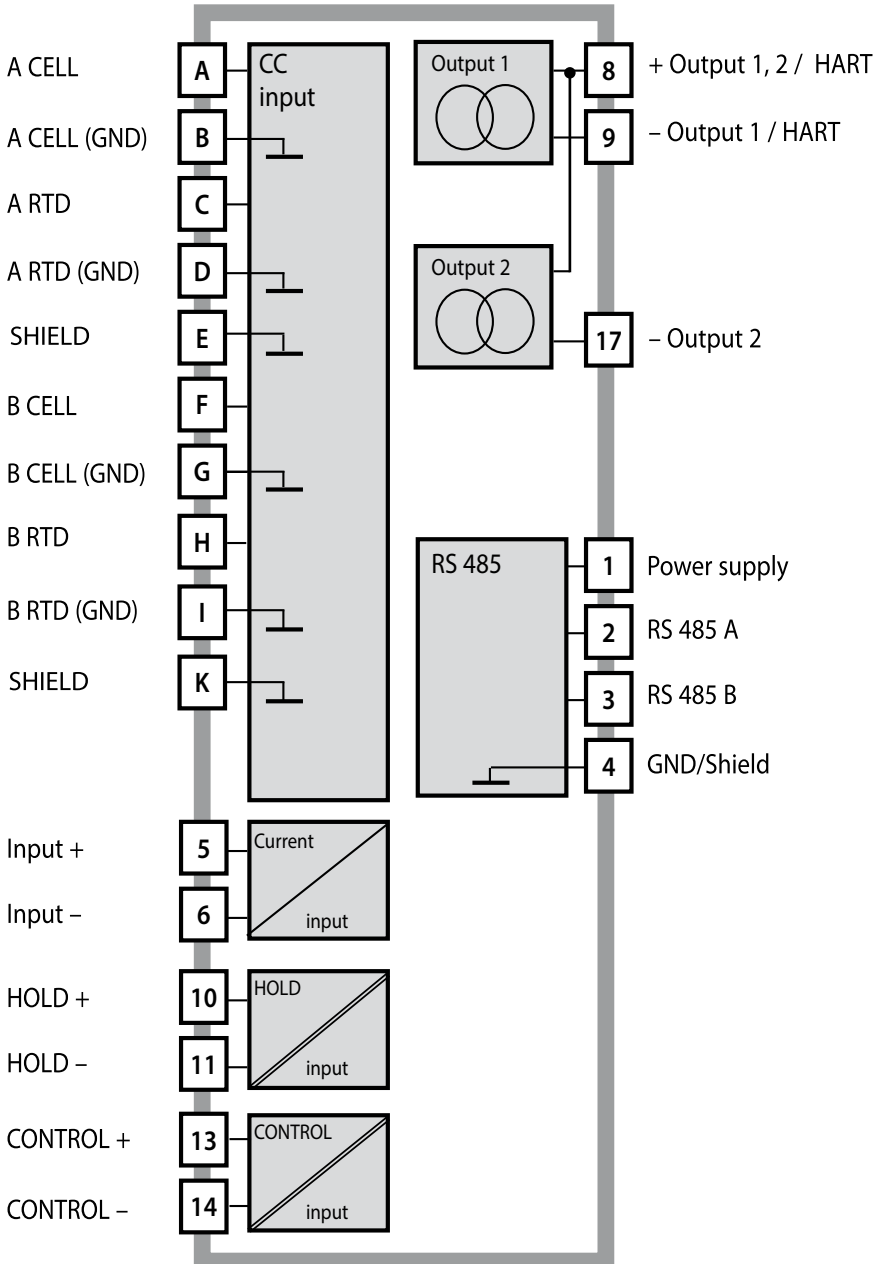 A CELL
A
CC
input
A CELL (GND)
B
A RTD
C
A RTD (GND)
D
SHIELD
E
B CELL
F
B CELL (GND)
G
B RTD
H
B RTD (GND)
I
SHIELD
K
Input +
5
Current
Input –
6
input
HOLD +
10
HOLD
HOLD –
11
input
CONTROL +
13
CONTROL
CONTROL –
14
input
Output 1
8
+ Output 1, 2 / HART
9
– Output 1 / HART
Output 2
17
– Output 2
RS 485
1
Power supply
2
RS 485 A
3
RS 485 B
4
GND/Shield